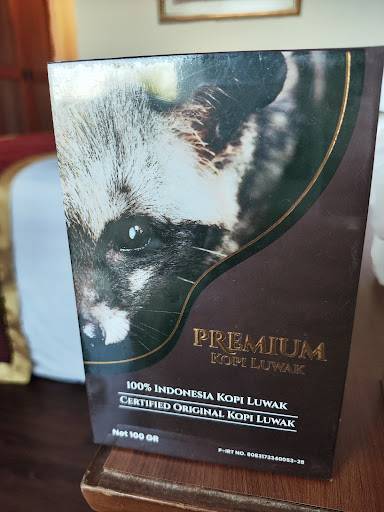 PREMIUM
KOPI LUWAK
100% INDONESIA KOPI LUWAK
CERTIFIED ORIGINAL KOPI LUWAK
Net 100 GR
P-IRT NO. 8083173340053-28